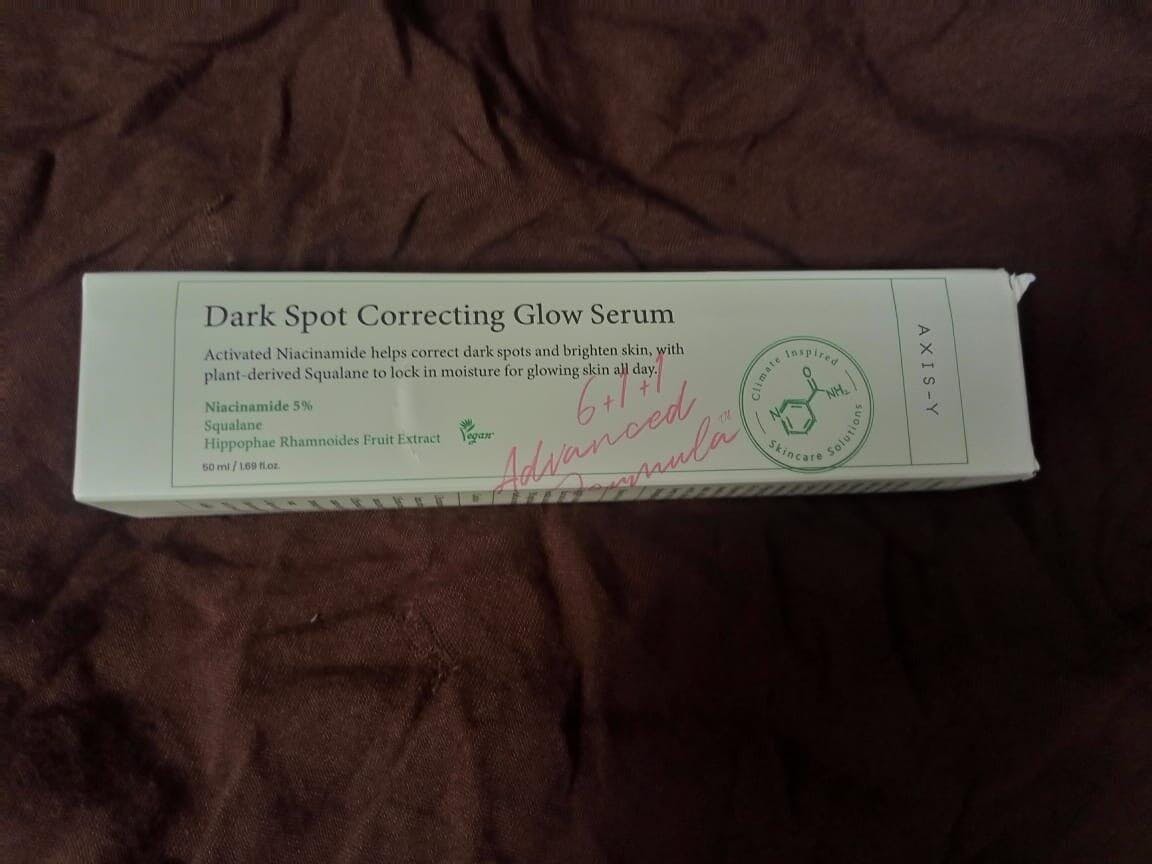 Dark Spot Correcting Glow Serum
Activated Niacinamide helps correct dark spots and brighten skin, with
plant-derived Squalane to lock in moisture for glowing skin all day.
Niacinamide 5%
Squalane
Hippophae Rhamnoides Fruit Extract
Vegan
50 ml / 1.69 fl.oz.
6+1+1
Advanced
Formula™
Climate Inspired
O
NH₂
N
Skincare Solutions
AXIS-Y